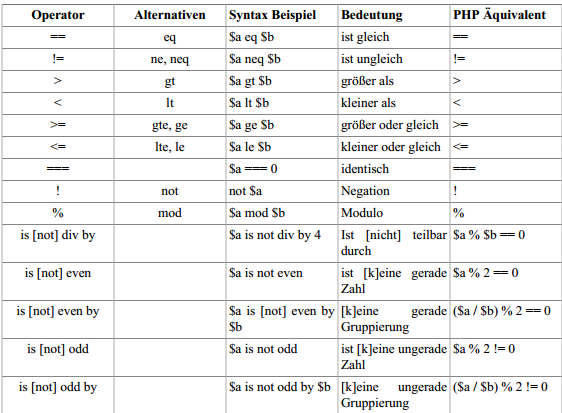 Operator Alternativen Syntax Beispiel Bedeutung PHP Äquivalent
== eq $a eq $b ist gleich ==
!= ne, neq $a neq $b ist ungleich !=
> gt $a gt $b größer als >
< lt $a lt $b kleiner als <
>= gte, ge $a ge $b größer oder gleich >=
<= lte, le $a le $b kleiner oder gleich <=
=== $a === 0 identisch ===
! not not $a Negation !
% mod $a mod $b Modulo %
is [not] div by $a is not div by 4 Ist [nicht] teilbar $a % $b == 0
durch
is [not] even $a is not even ist [k]eine gerade $a % 2 == 0
Zahl
is [not] even by $a is [not] even by [k]eine gerade ($a / $b) % 2 == 0
$b Gruppierung
is [not] odd $a is not odd ist [k]eine ungerade $a % 2 != 0
Zahl
is [not] odd by $a is not odd by $b [k]eine ungerade ($a / $b) % 2 != 0
Gruppierung